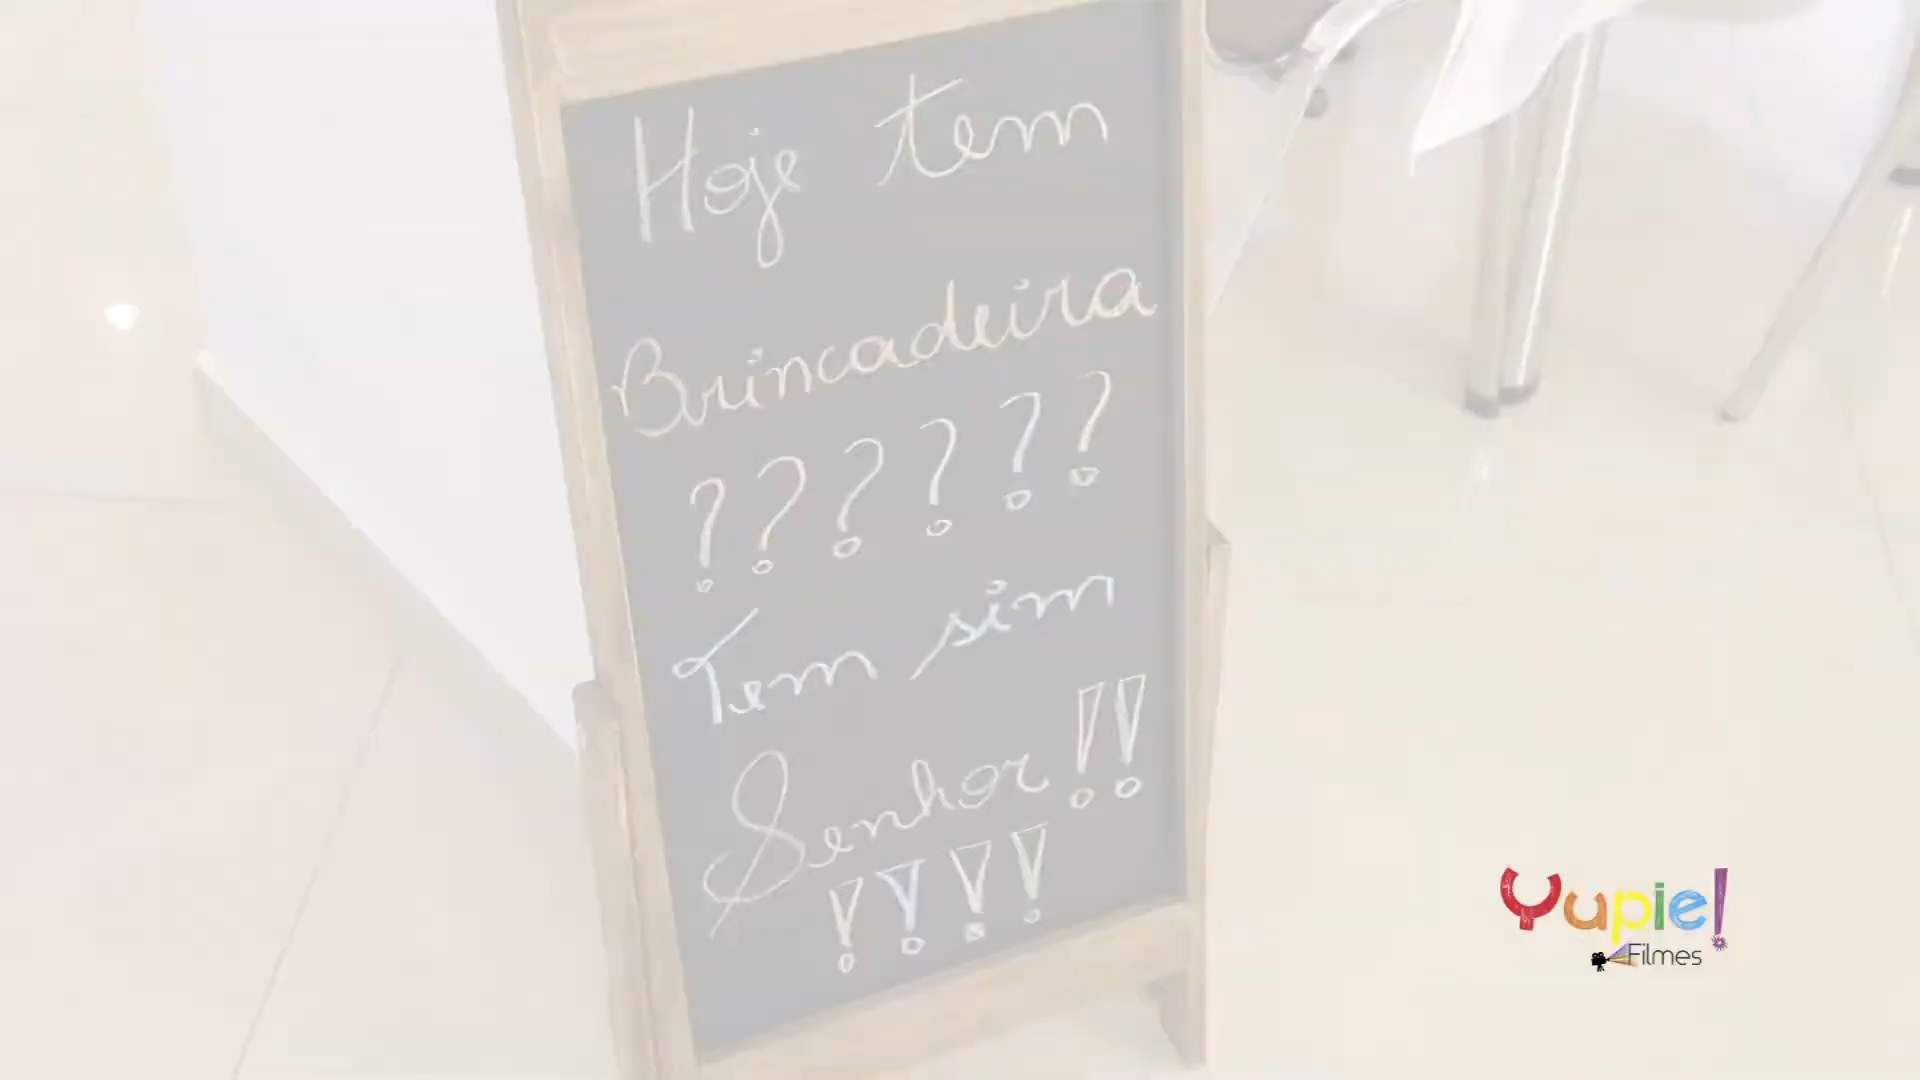 Hoje tem
Brincadeira
??????
Tem sim
Senhor!!
!!!!
Yupie!
Filmes